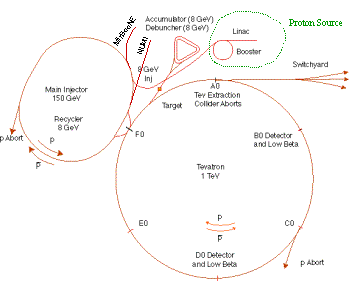 MiniBooNE
NUMI
Accumulator (8 GeV)
Debuncher (8 GeV)
Proton Source
Linac
Booster
8 GeV
Inj
Switchyard
A0
Tev Extraction
Collider Aborts
Target
Main Injector
150 GeV
Recycler
8 GeV
F0
B0 Detector
and Low Beta
p Abort
p
p̅
Tevatron
1 TeV
E0
p
p̅
C0
p Abort
D0 Detector
and Low Beta